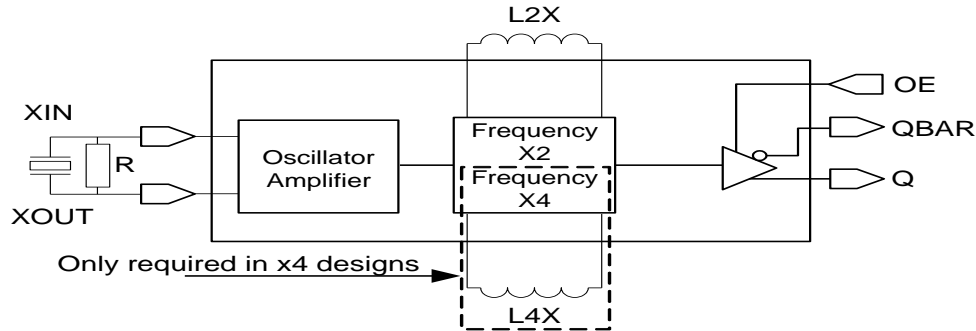 L2X
OE
XIN
QBAR
Frequency
X2
Oscillator
Amplifier
R
Frequency
X4
Q
XOUT
Only required in x4 designs
L4X